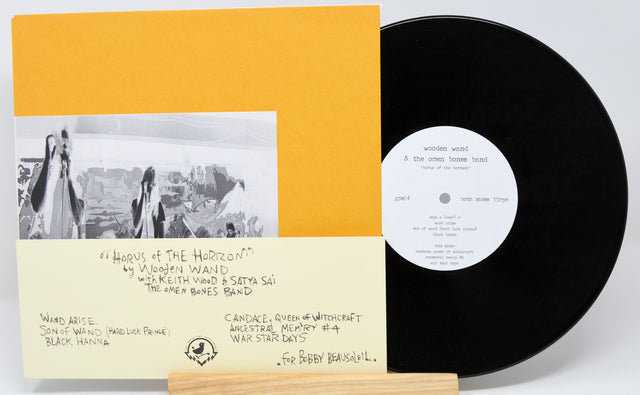 "HORUS OF THE HORIZON"
by WOODEN WAND
with KEITH WOOD & SATYA SAI
THE OMEN BONES BAND
WAND ARISE
SON OF WAND (HARD LUCK PRINCE)
BLACK HANNA
CANDACE, QUEEN OF WITCHCRAFT
ANCESTRAL MEM'RY #4
WAR STAR DAYS
. FOR BOBBY BEAUSOLEIL.
wooden wand
& the omen bones band
"horus of the horizon"
both sides 33rpm
wand arise
son of wand (hard luck prince)
black hanna
candace, queen of witchcraft
ancestral memry #4
war star days